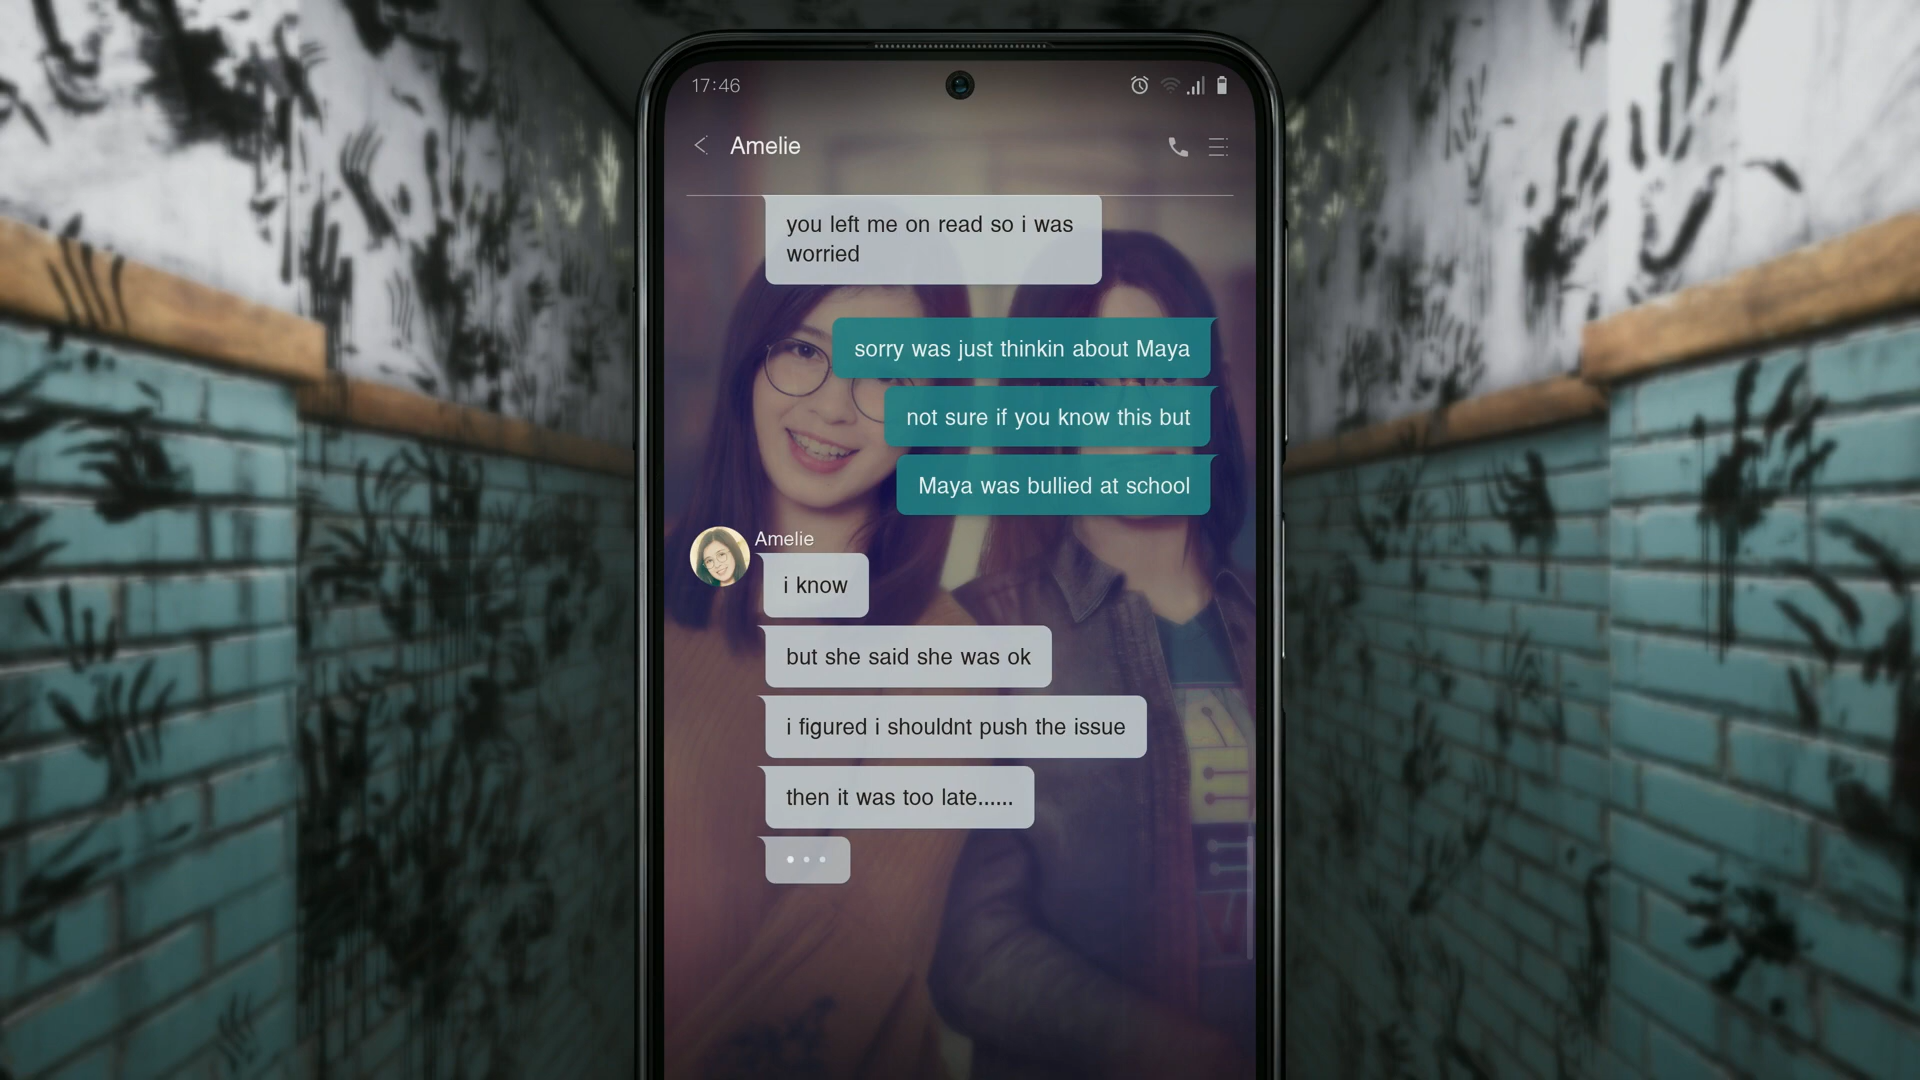 17:46
Amelie
you left me on read so i was
worried
sorry was just thinkin about Maya
not sure if you know this but
Maya was bullied at school
Amelie
i know
but she said she was ok
i figured i shouldnt push the issue
then it was too late......